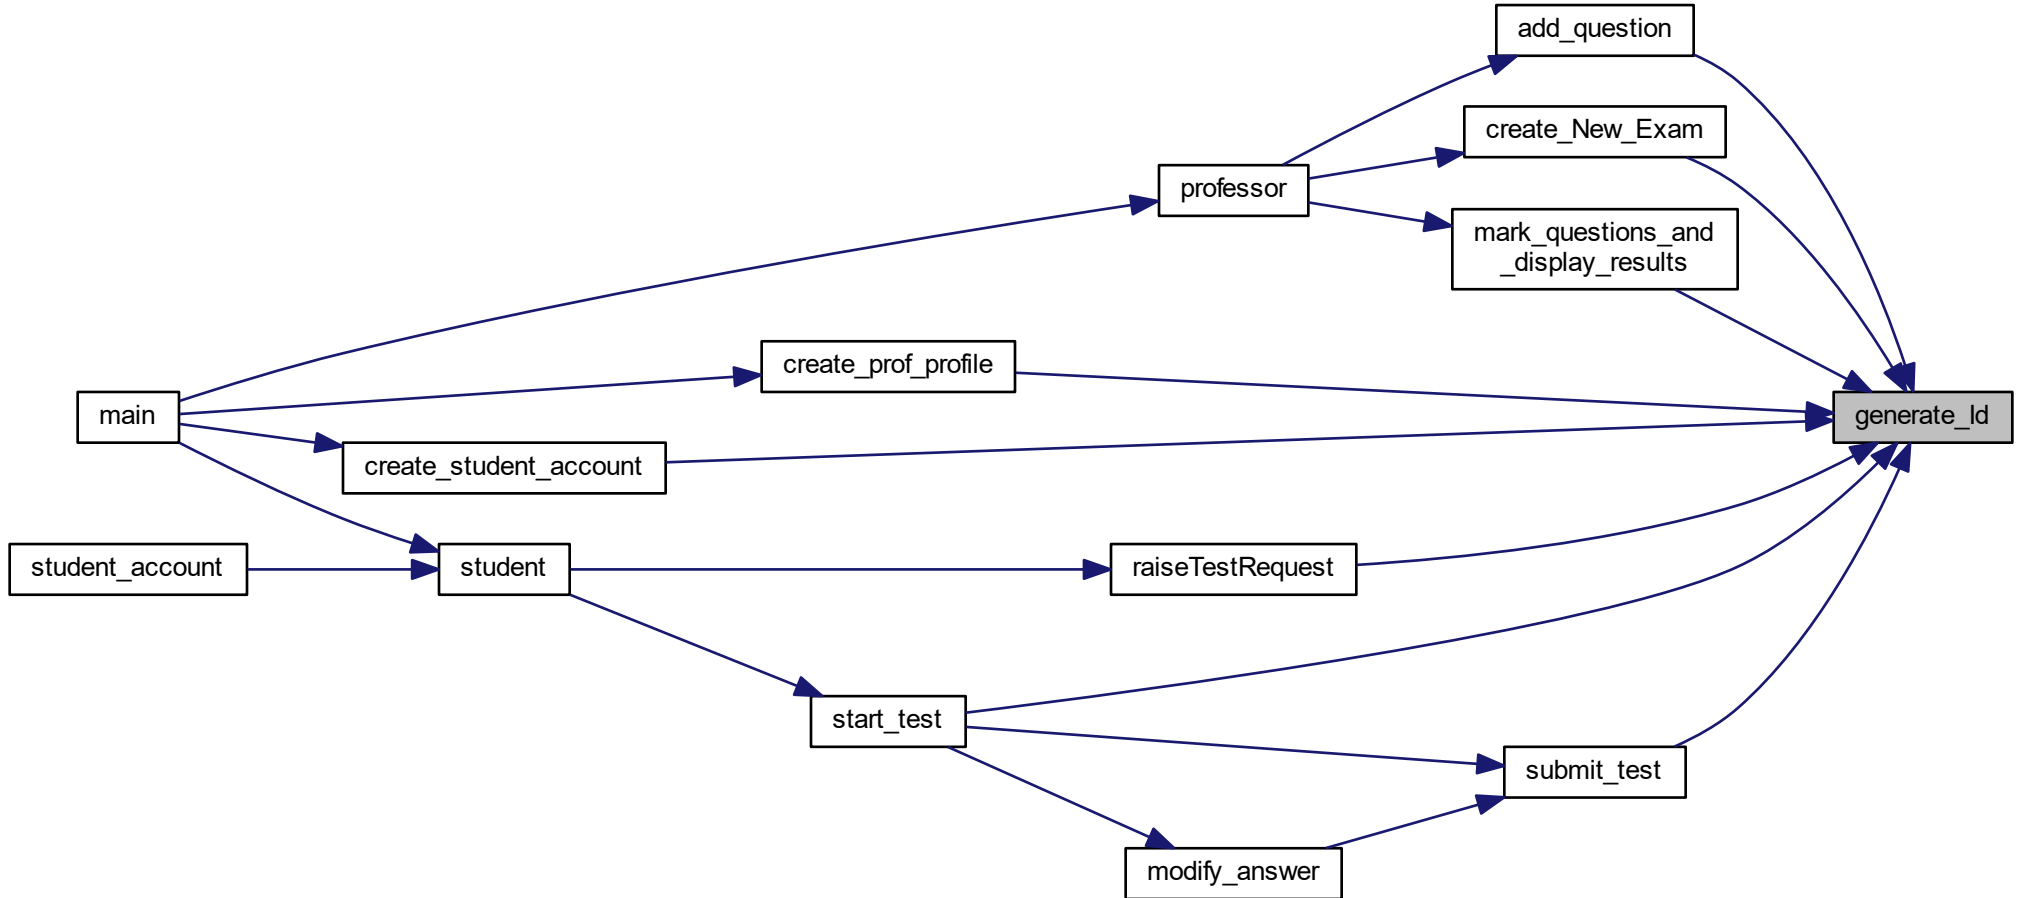 add_question
create_New_Exam
professor
mark_questions_and
_display_results
create_prof_profile
main
generate_Id
create_student_account
student_account
student
raiseTestRequest
start_test
submit_test
modify_answer